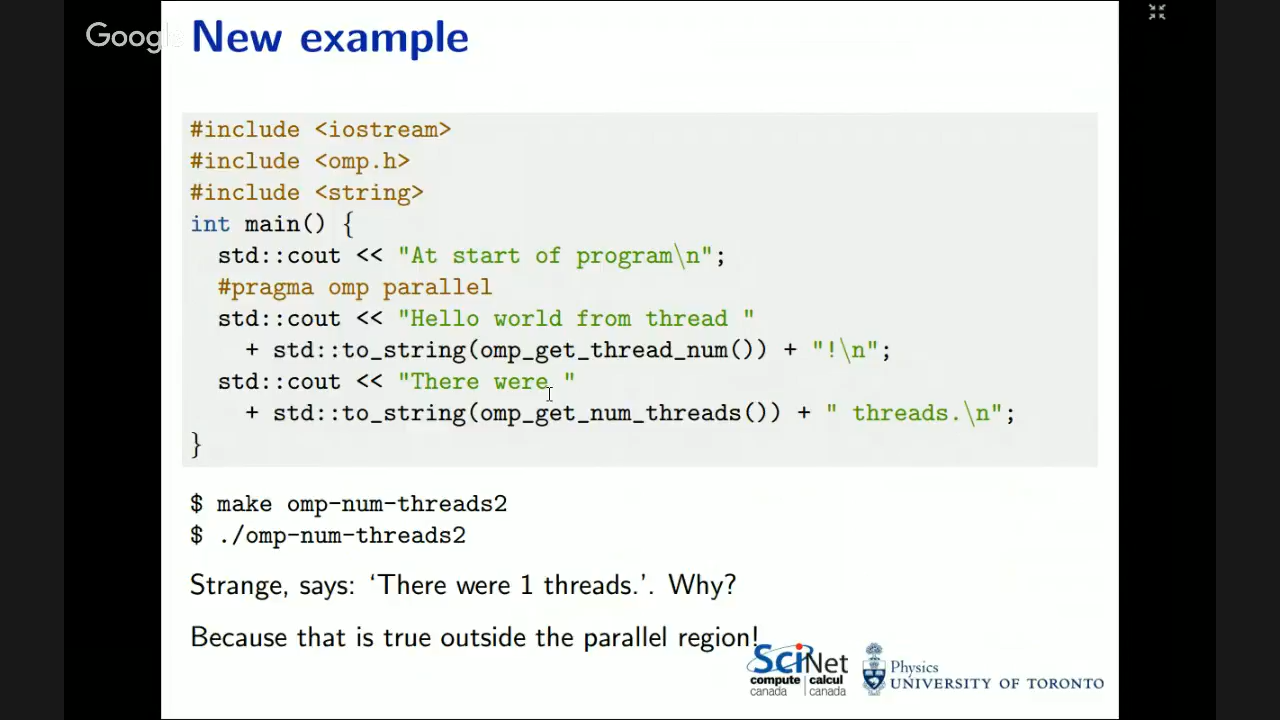 Google
New example
#include <iostream>
#include <omp.h>
#include <string>
int main() {
  std::cout << "At start of program\n";
  #pragma omp parallel
  std::cout << "Hello world from thread "
    + std::to_string(omp_get_thread_num()) + "!\n";
  std::cout << "There were "
    + std::to_string(omp_get_num_threads()) + " threads.\n";
}
$ make omp-num-threads2
$ ./omp-num-threads2
Strange, says: ‘There were 1 threads.’. Why?
Because that is true outside the parallel region!
SciNet
compute | calcul
canada | canada
Physics
UNIVERSITY OF TORONTO